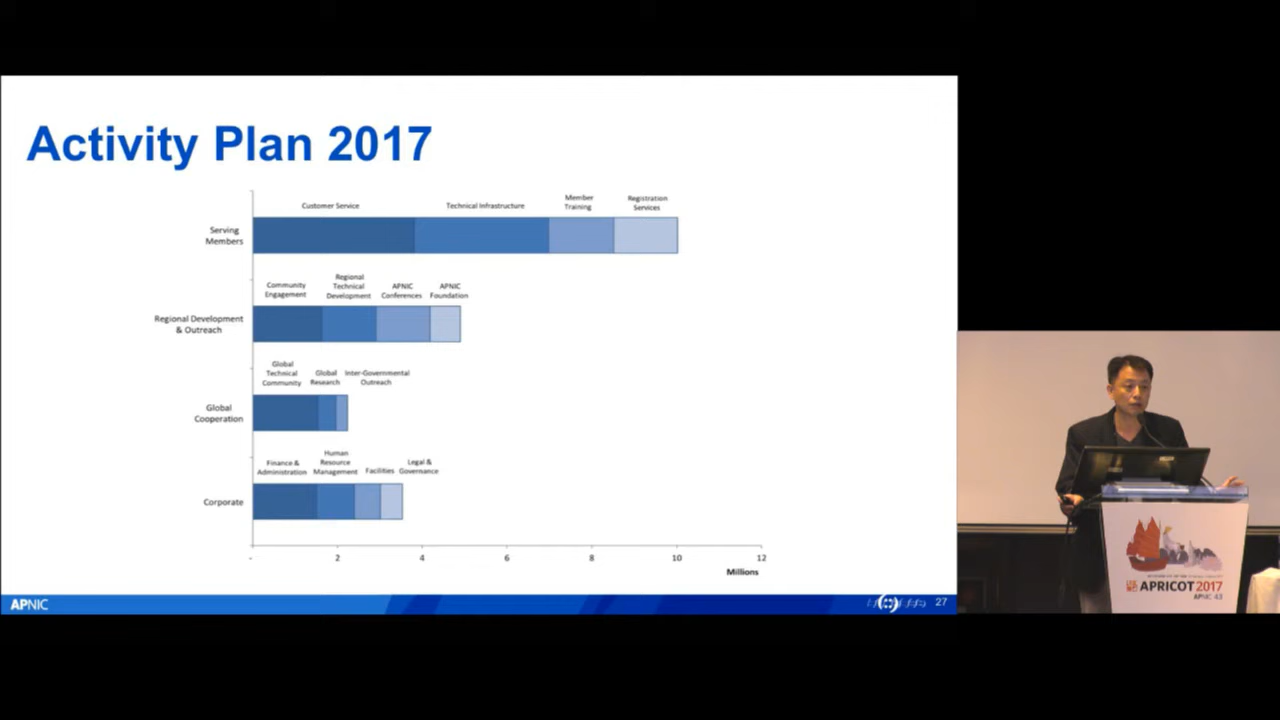 Activity Plan 2017
Customer Service
Technical Infrastructure
Member
Training
Registration
Services
Serving
Members
Community
Engagement
Regional
Technical
Development
APNIC
Conferences
APNIC
Foundation
Regional Development
& Outreach
Global
Technical
Community
Global
Research
Inter-Governmental
Outreach
Global
Cooperation
Finance &
Administration
Human
Resource
Management
Facilities
Legal &
Governance
Corporate
- 2 4 6 8 10 12
Millions
APNIC
27
APRICOT 2017
APNIC 43